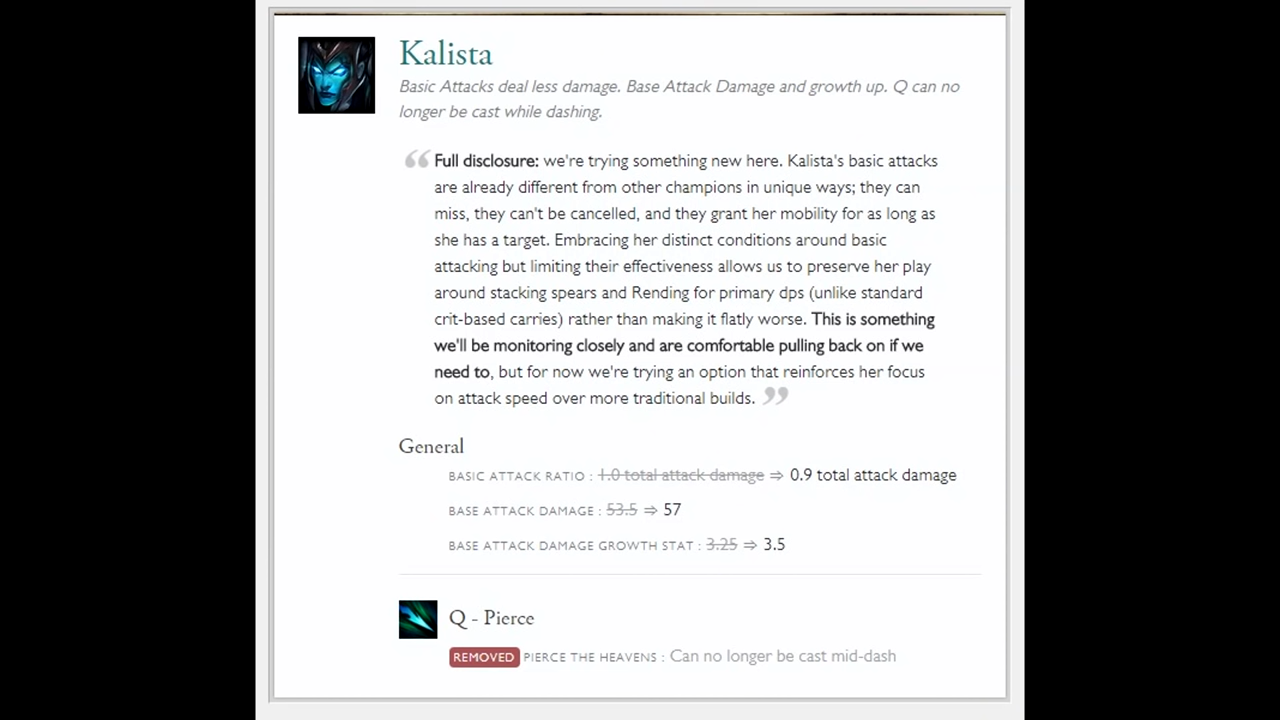 Kalista
Basic Attacks deal less damage. Base Attack Damage and growth up. Q can no
longer be cast while dashing.
“ Full disclosure: we're trying something new here. Kalista's basic attacks
are already different from other champions in unique ways; they can
miss, they can't be cancelled, and they grant her mobility for as long as
she has a target. Embracing her distinct conditions around basic
attacking but limiting their effectiveness allows us to preserve her play
around stacking spears and Rending for primary dps (unlike standard
crit-based carries) rather than making it flatly worse. This is something
we'll be monitoring closely and are comfortable pulling back on if we
need to, but for now we're trying an option that reinforces her focus
on attack speed over more traditional builds. ”
General
BASIC ATTACK RATIO : 1.0 total attack damage ⇒ 0.9 total attack damage
BASE ATTACK DAMAGE : 53.5 ⇒ 57
BASE ATTACK DAMAGE GROWTH STAT : 3.25 ⇒ 3.5
Q - Pierce
REMOVED PIERCE THE HEAVENS : Can no longer be cast mid-dash